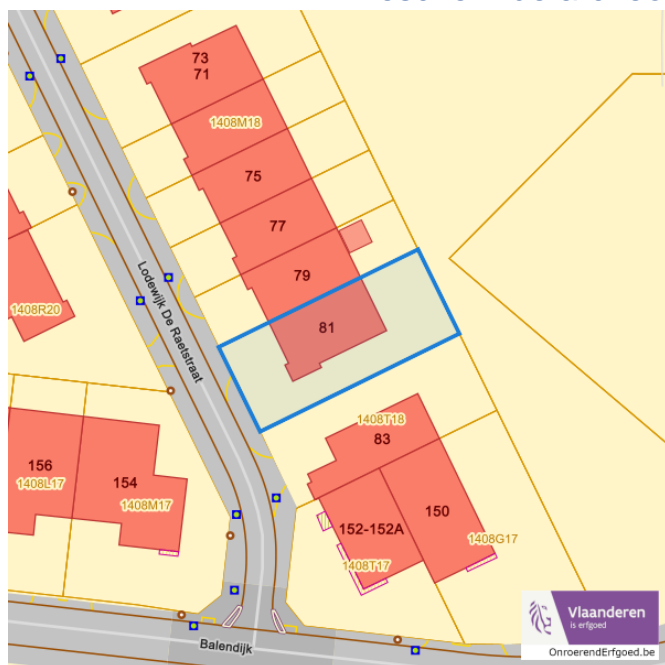 73
71
1408M18
75
77
79
81
Lodewijk De Raetstraat
1408R20
1408T18
83
156
1408L17
154
1408M17
152-152A
150
1408T17
1408G17
Balendijk
Vlaanderen
is erfgoed
OnroerendErfgoed.be